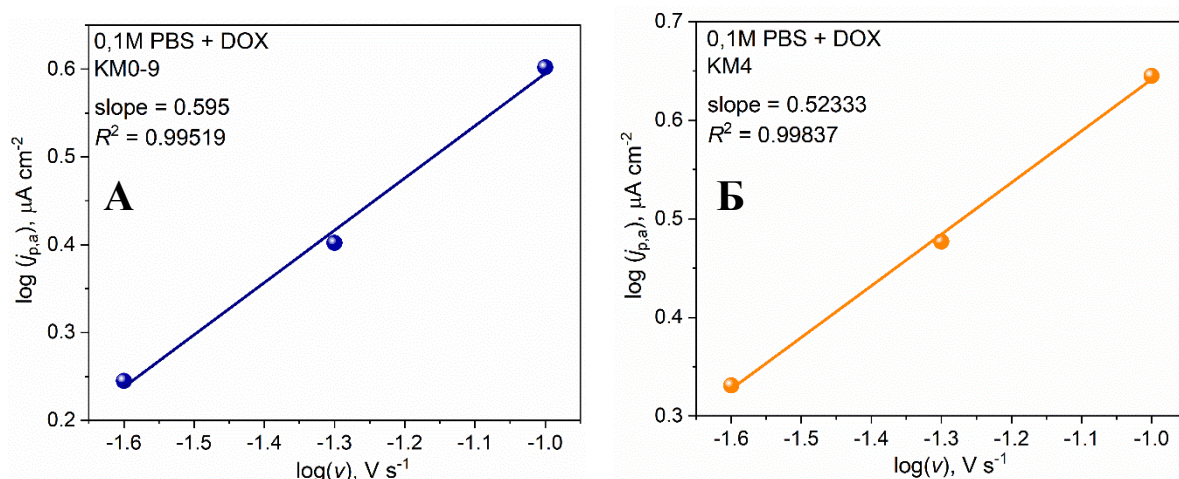 0,1M PBS + DOX
KM0-9
slope = 0.595
R² = 0.99519
А
0.6
0.5
0.4
0.3
0.2
log (j_p,a), µA cm⁻²
-1.6 -1.5 -1.4 -1.3 -1.2 -1.1 -1.0
log(v), V s⁻¹
0,1M PBS + DOX
KM4
slope = 0.52333
R² = 0.99837
Б
0.7
0.6
0.5
0.4
0.3
log (j_p,a), µA cm⁻²
-1.6 -1.5 -1.4 -1.3 -1.2 -1.1 -1.0
log(v), V s⁻¹